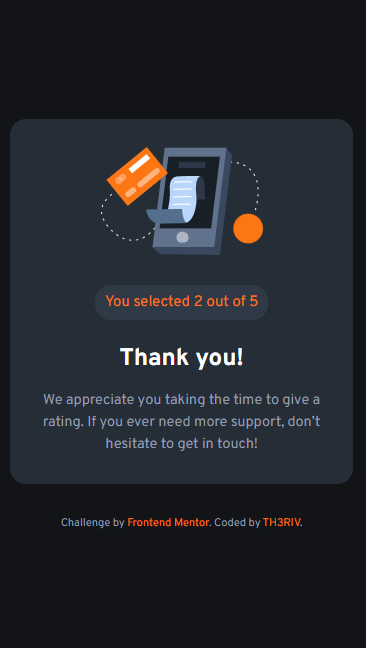 You selected 2 out of 5
Thank you!
We appreciate you taking the time to give a
rating. If you ever need more support, don't
hesitate to get in touch!
Challenge by Frontend Mentor. Coded by TH3RIV.